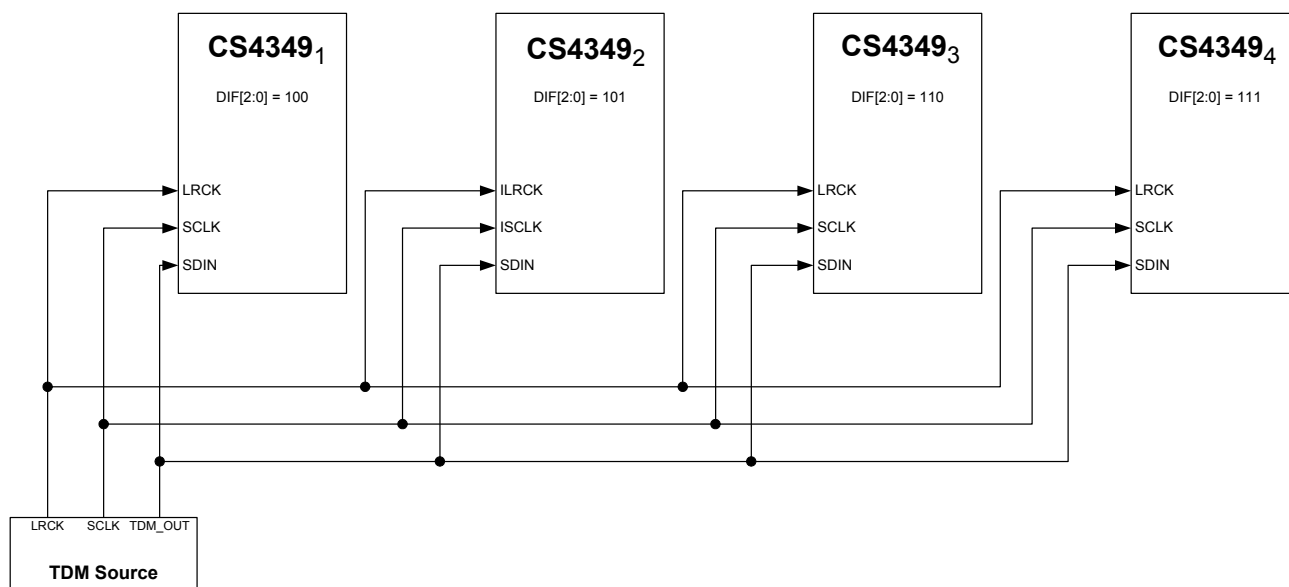 CS4349₁
DIF[2:0] = 100
LRCK
SCLK
SDIN
CS4349₂
DIF[2:0] = 101
ILRCK
ISCLK
SDIN
CS4349₃
DIF[2:0] = 110
LRCK
SCLK
SDIN
CS4349₄
DIF[2:0] = 111
LRCK
SCLK
SDIN
LRCK SCLK TDM_OUT
TDM Source